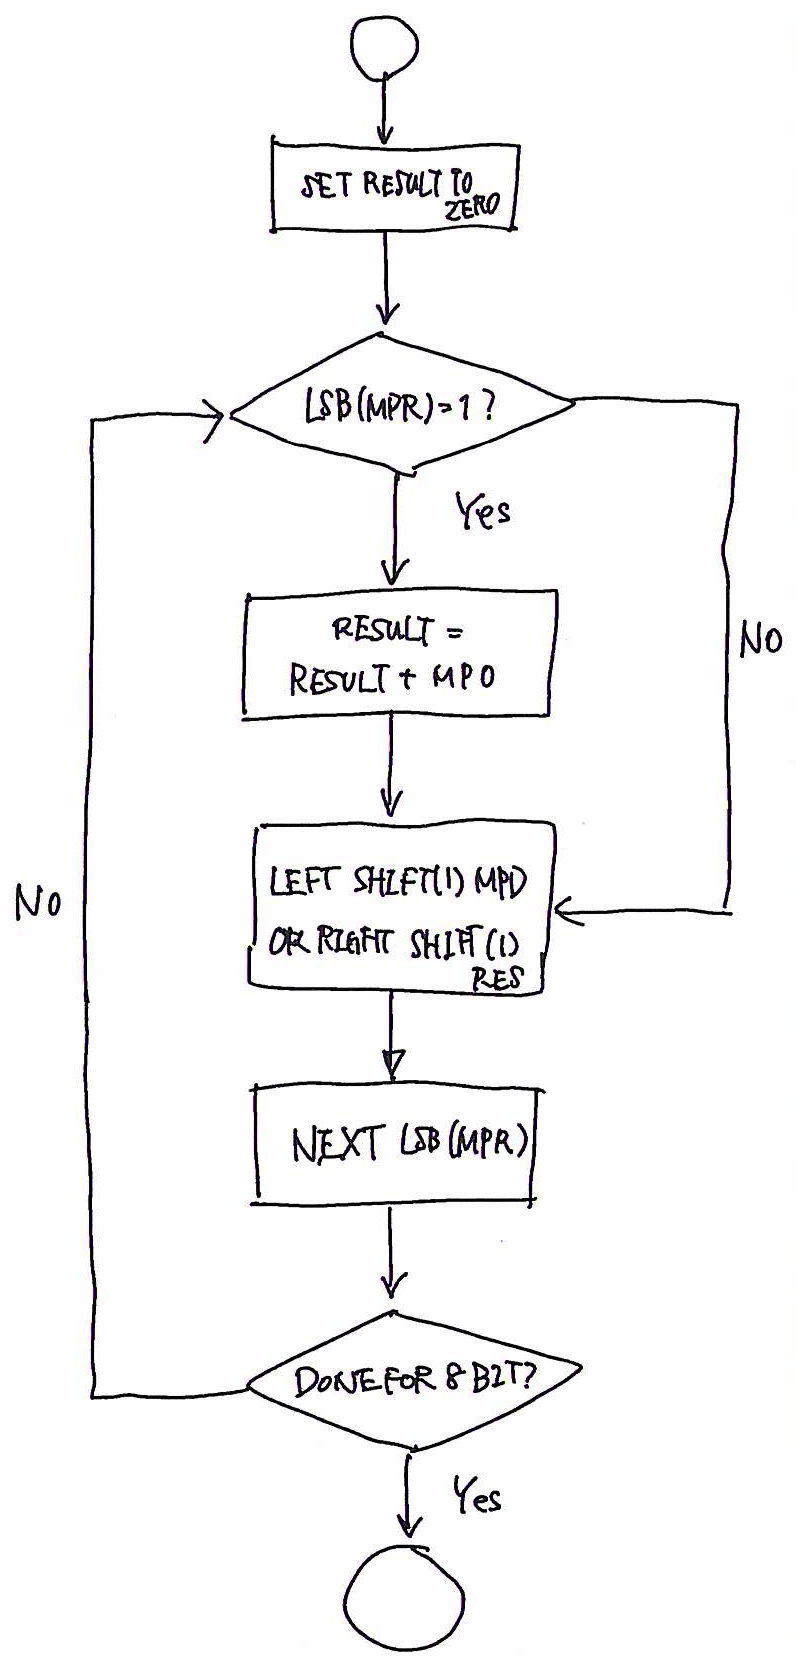 SET RESULT TO
ZERO
LSB(MPR)=1?
Yes
RESULT =
RESULT + MPD
NO
LEFT SHIFT(1) MPD
OR RIGHT SHIFT(1)
RES
NO
NEXT LSB(MPR)
DONE FOR 8 BIT?
Yes